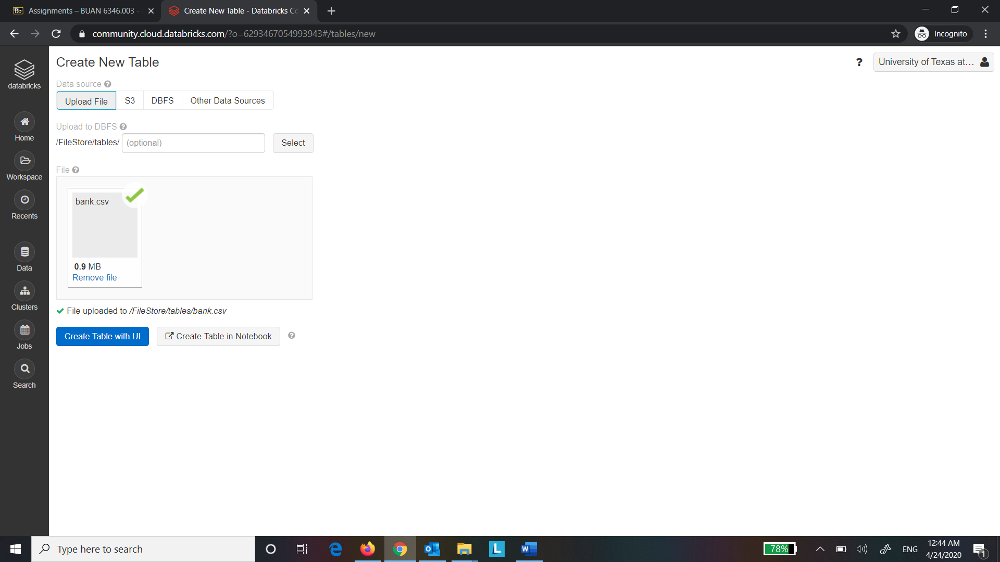 Assignments – BUAN 6346.003 -
Create New Table - Databricks Co
community.cloud.databricks.com/?o=6293467054993943#/tables/new
Incognito
databricks
Home
Workspace
Recents
Data
Clusters
Jobs
Search
Create New Table
?
University of Texas at...
Data source
Upload File
S3
DBFS
Other Data Sources
Upload to DBFS
/FileStore/tables/
(optional)
Select
File
bank.csv
0.9 MB
Remove file
File uploaded to /FileStore/tables/bank.csv
Create Table with UI
Create Table in Notebook
Type here to search
78%
ENG
12:44 AM
4/24/2020
1